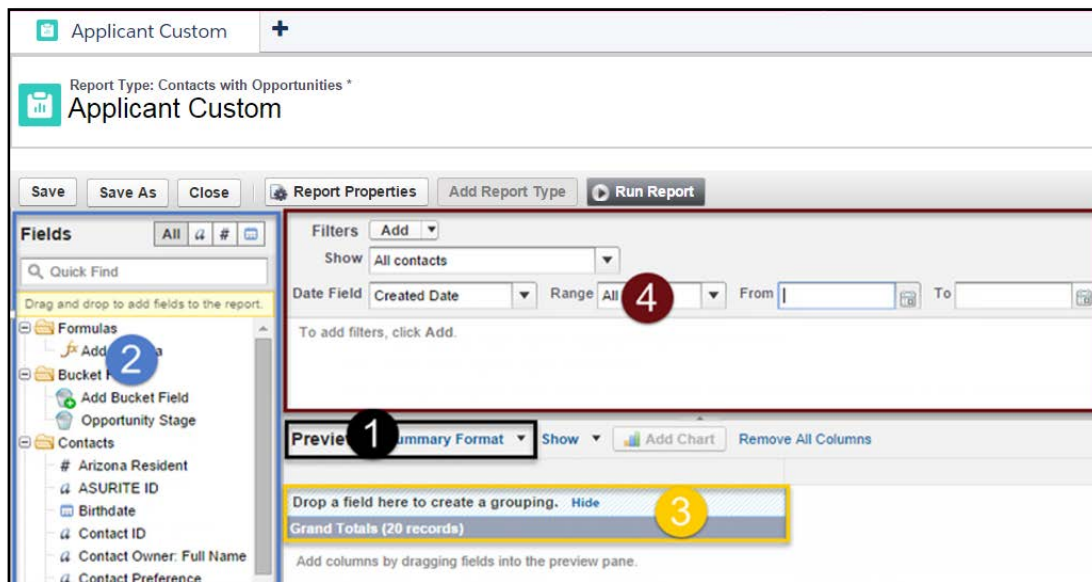 Applicant Custom +
Report Type: Contacts with Opportunities *
Applicant Custom
Save Save As Close Report Properties Add Report Type Run Report
Fields All a #
Quick Find
Drag and drop to add fields to the report.
Formulas
fx Add
2
Bucket
Add Bucket Field
Opportunity Stage
Contacts
# Arizona Resident
a ASURITE ID
Birthdate
a Contact ID
a Contact Owner: Full Name
a Contact Preference
Filters Add
Show All contacts
Date Field Created Date Range All 4 From To
To add filters, click Add.
1 Format Show Add Chart Remove All Columns
Drop a field here to create a grouping. Hide
3
Grand Totals (20 records)
Add columns by dragging fields into the preview pane.